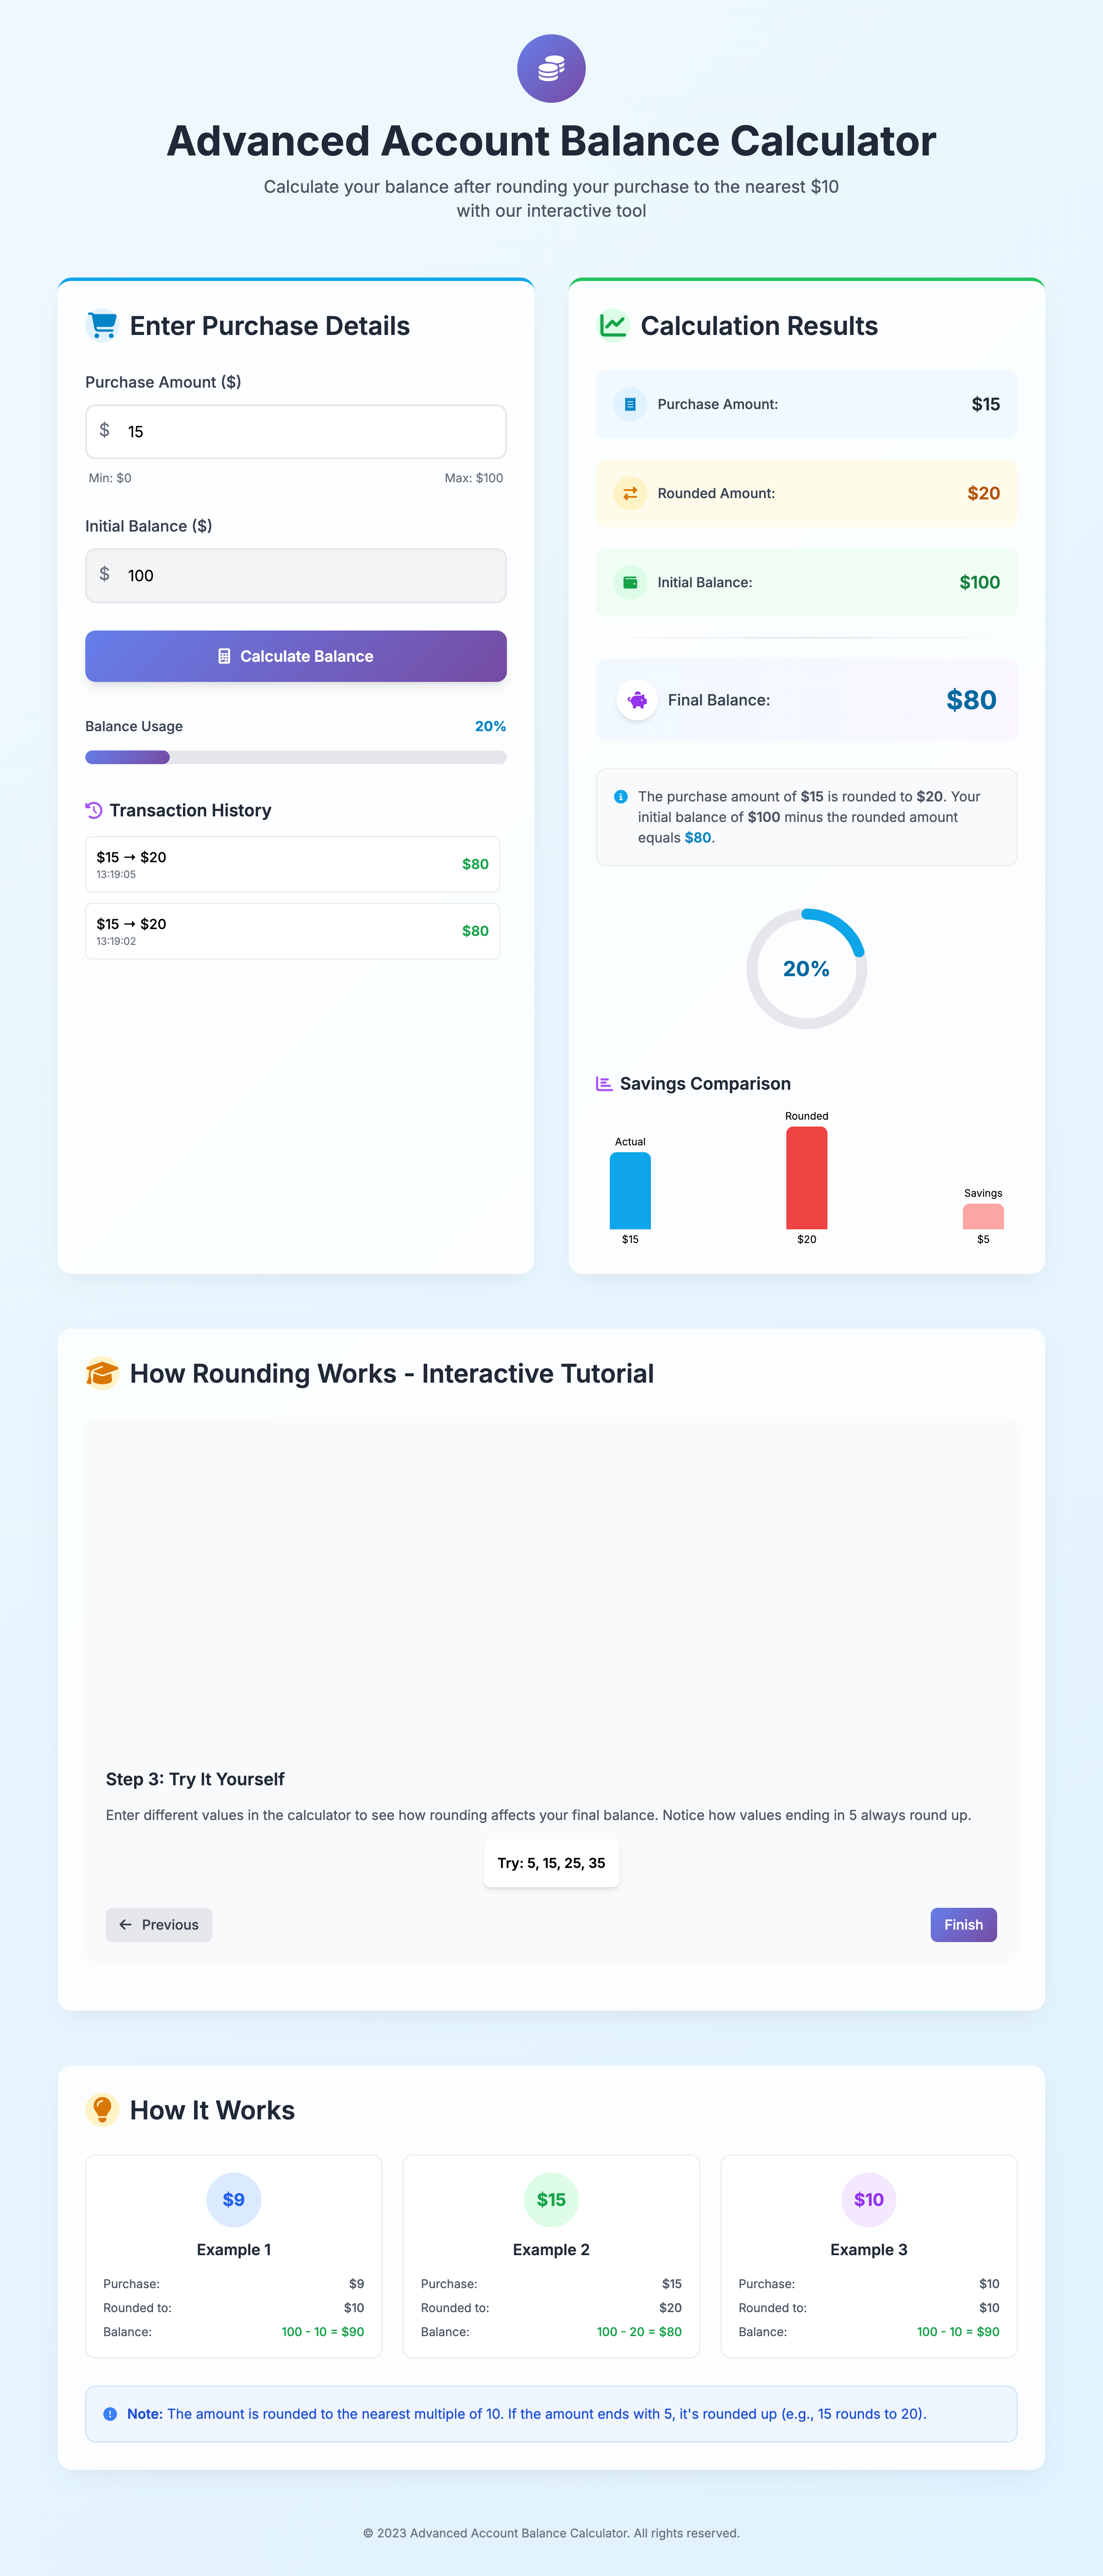 Advanced Account Balance Calculator
Calculate your balance after rounding your purchase to the nearest $10
with our interactive tool
Enter Purchase Details
Purchase Amount ($)
$ 15
Min: $0 Max: $100
Initial Balance ($)
$ 100
Calculate Balance
Balance Usage 20%
Transaction History
$15 → $20
13:19:05
$80
$15 → $20
13:19:02
$80
Calculation Results
Purchase Amount: $15
Rounded Amount: $20
Initial Balance: $100
Final Balance: $80
The purchase amount of $15 is rounded to $20. Your
initial balance of $100 minus the rounded amount
equals $80.
20%
Savings Comparison
Actual
$15
Rounded
$20
Savings
$5
How Rounding Works - Interactive Tutorial
Step 3: Try It Yourself
Enter different values in the calculator to see how rounding affects your final balance. Notice how values ending in 5 always round up.
Try: 5, 15, 25, 35
Previous
Finish
How It Works
$9
Example 1
Purchase: $9
Rounded to: $10
Balance: 100 - 10 = $90
$15
Example 2
Purchase: $15
Rounded to: $20
Balance: 100 - 20 = $80
$10
Example 3
Purchase: $10
Rounded to: $10
Balance: 100 - 10 = $90
Note: The amount is rounded to the nearest multiple of 10. If the amount ends with 5, it's rounded up (e.g., 15 rounds to 20).
© 2023 Advanced Account Balance Calculator. All rights reserved.